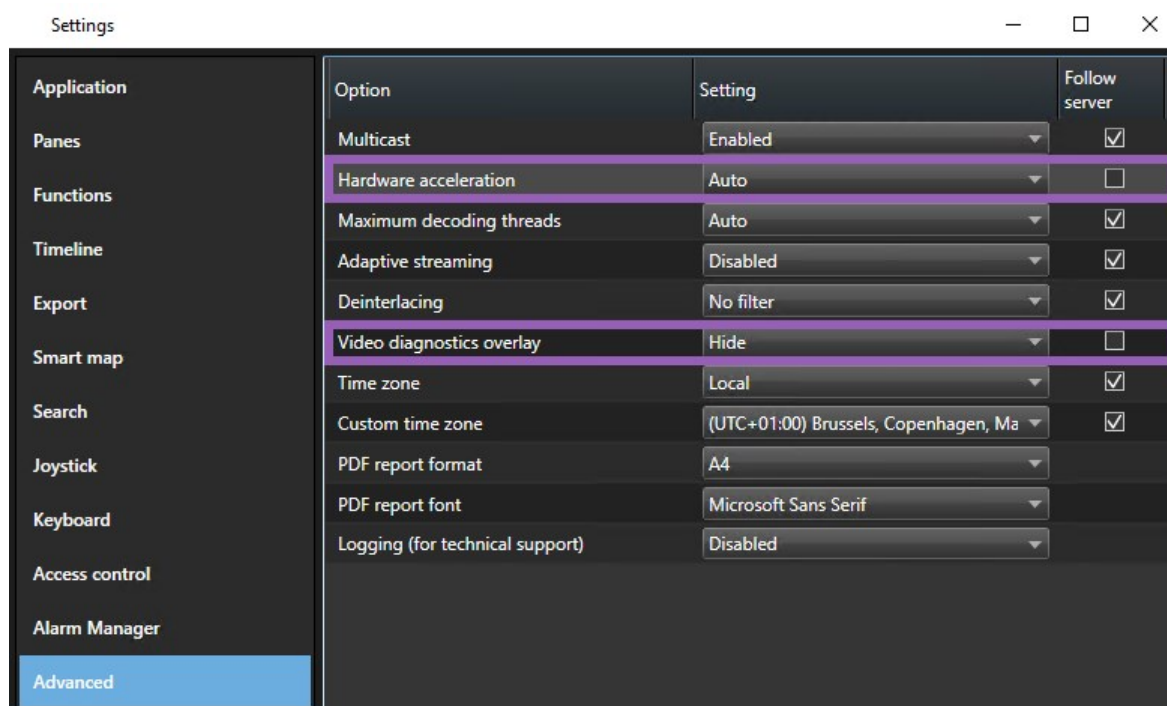 Settings
Application
Panes
Functions
Timeline
Export
Smart map
Search
Joystick
Keyboard
Access control
Alarm Manager
Advanced
Option Setting Follow server
Multicast Enabled
Hardware acceleration Auto
Maximum decoding threads Auto
Adaptive streaming Disabled
Deinterlacing No filter
Video diagnostics overlay Hide
Time zone Local
Custom time zone (UTC+01:00) Brussels, Copenhagen, Ma
PDF report format A4
PDF report font Microsoft Sans Serif
Logging (for technical support) Disabled